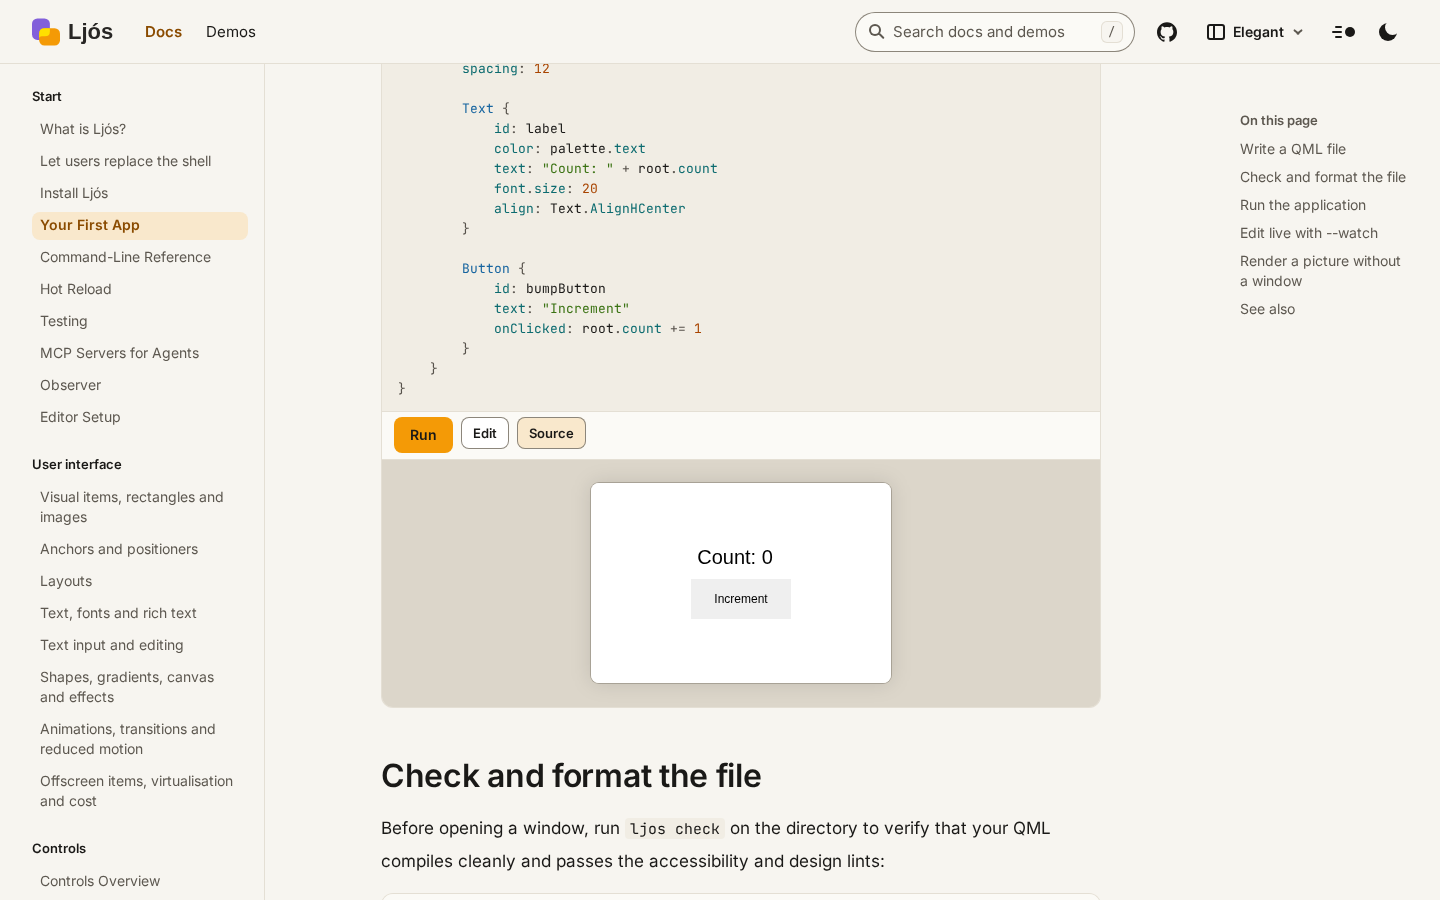 Ljós
Docs
Demos
Search docs and demos
/
Elegant
Start
What is Ljós?
Let users replace the shell
Install Ljós
Your First App
Command-Line Reference
Hot Reload
Testing
MCP Servers for Agents
Observer
Editor Setup
User interface
Visual items, rectangles and
images
Anchors and positioners
Layouts
Text, fonts and rich text
Text input and editing
Shapes, gradients, canvas
and effects
Animations, transitions and
reduced motion
Offscreen items, virtualisation
and cost
Controls
Controls Overview
spacing: 12
Text {
id: label
color: palette.text
text: "Count: " + root.count
font.size: 20
align: Text.AlignHCenter
}
Button {
id: bumpButton
text: "Increment"
onClicked: root.count += 1
}
}
}
Run
Edit
Source
Count: 0
Increment
Check and format the file
Before opening a window, run ljos check on the directory to verify that your QML
compiles cleanly and passes the accessibility and design lints:
On this page
Write a QML file
Check and format the file
Run the application
Edit live with --watch
Render a picture without
a window
See also